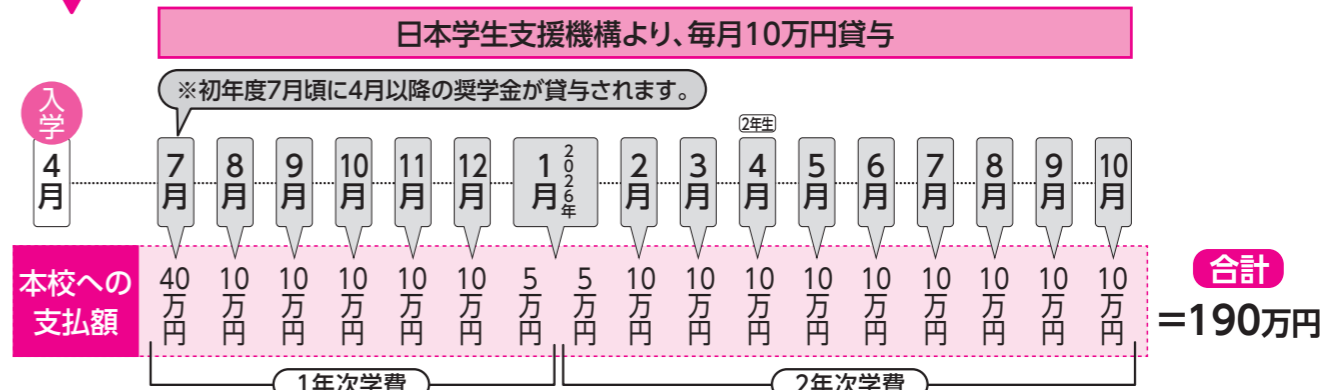 日本学生支援機構より、毎月10万円貸与
※初年度7月頃に4月以降の奨学金が貸与されます。
入学
2年生
4月 7月 8月 9月 10月 11月 12月 1月 2026年 2月 3月 4月 5月 6月 7月 8月 9月 10月
本校への
支払額
40万円 10万円 10万円 10万円 10万円 10万円 5万円 5万円 10万円 10万円 10万円 10万円 10万円 10万円 10万円 10万円 10万円
合計
=190万円
1年次学費 2年次学費